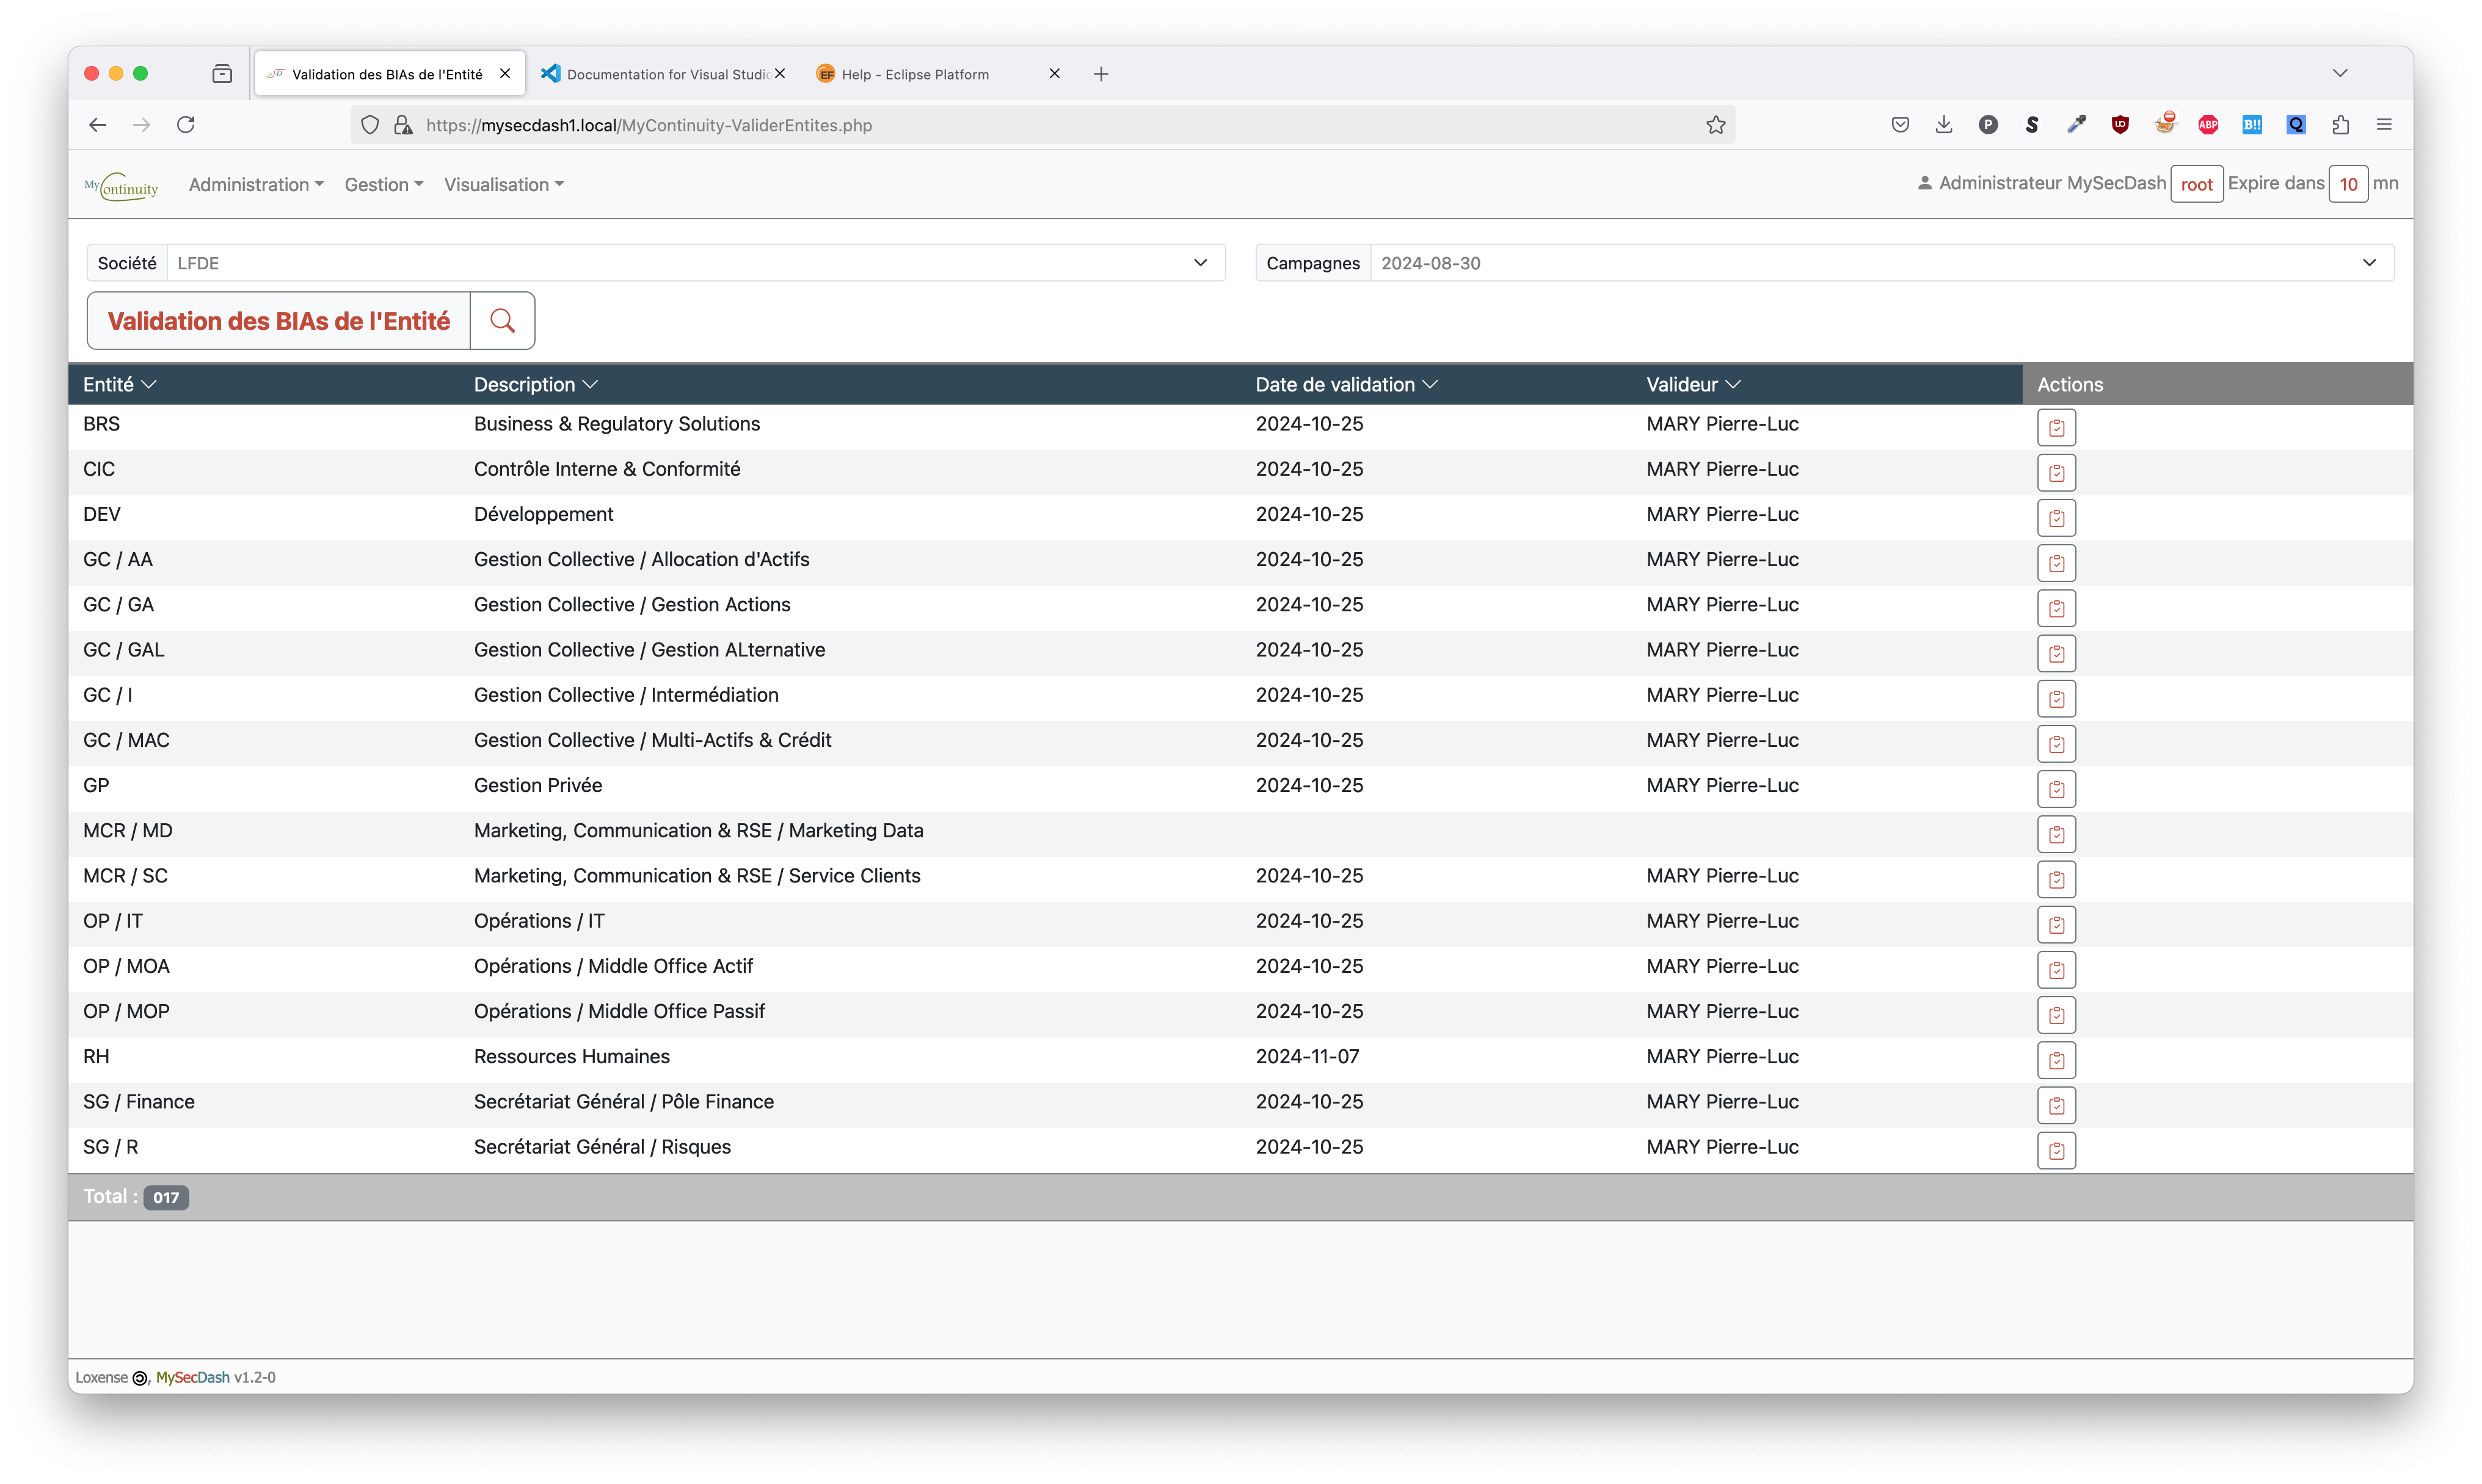 Validation des BIAs de l'Entité
Documentation for Visual Studio
Help - Eclipse Platform
https://mysecdash1.local/MyContinuity-ValiderEntites.php
P S UO ABP B!! Q
MyContinuity Administration Gestion Visualisation Administrateur MySecDash root Expire dans 10 mn
Société LFDE Campagnes 2024-08-30
Validation des BIAs de l'Entité
Entité Description Date de validation Valideur Actions
BRS Business & Regulatory Solutions 2024-10-25 MARY Pierre-Luc
CIC Contrôle Interne & Conformité 2024-10-25 MARY Pierre-Luc
DEV Développement 2024-10-25 MARY Pierre-Luc
GC / AA Gestion Collective / Allocation d'Actifs 2024-10-25 MARY Pierre-Luc
GC / GA Gestion Collective / Gestion Actions 2024-10-25 MARY Pierre-Luc
GC / GAL Gestion Collective / Gestion ALternative 2024-10-25 MARY Pierre-Luc
GC / I Gestion Collective / Intermédiation 2024-10-25 MARY Pierre-Luc
GC / MAC Gestion Collective / Multi-Actifs & Crédit 2024-10-25 MARY Pierre-Luc
GP Gestion Privée 2024-10-25 MARY Pierre-Luc
MCR / MD Marketing, Communication & RSE / Marketing Data
MCR / SC Marketing, Communication & RSE / Service Clients 2024-10-25 MARY Pierre-Luc
OP / IT Opérations / IT 2024-10-25 MARY Pierre-Luc
OP / MOA Opérations / Middle Office Actif 2024-10-25 MARY Pierre-Luc
OP / MOP Opérations / Middle Office Passif 2024-10-25 MARY Pierre-Luc
RH Ressources Humaines 2024-11-07 MARY Pierre-Luc
SG / Finance Secrétariat Général / Pôle Finance 2024-10-25 MARY Pierre-Luc
SG / R Secrétariat Général / Risques 2024-10-25 MARY Pierre-Luc
Total : 017
Loxense , MySecDash v1.2-0